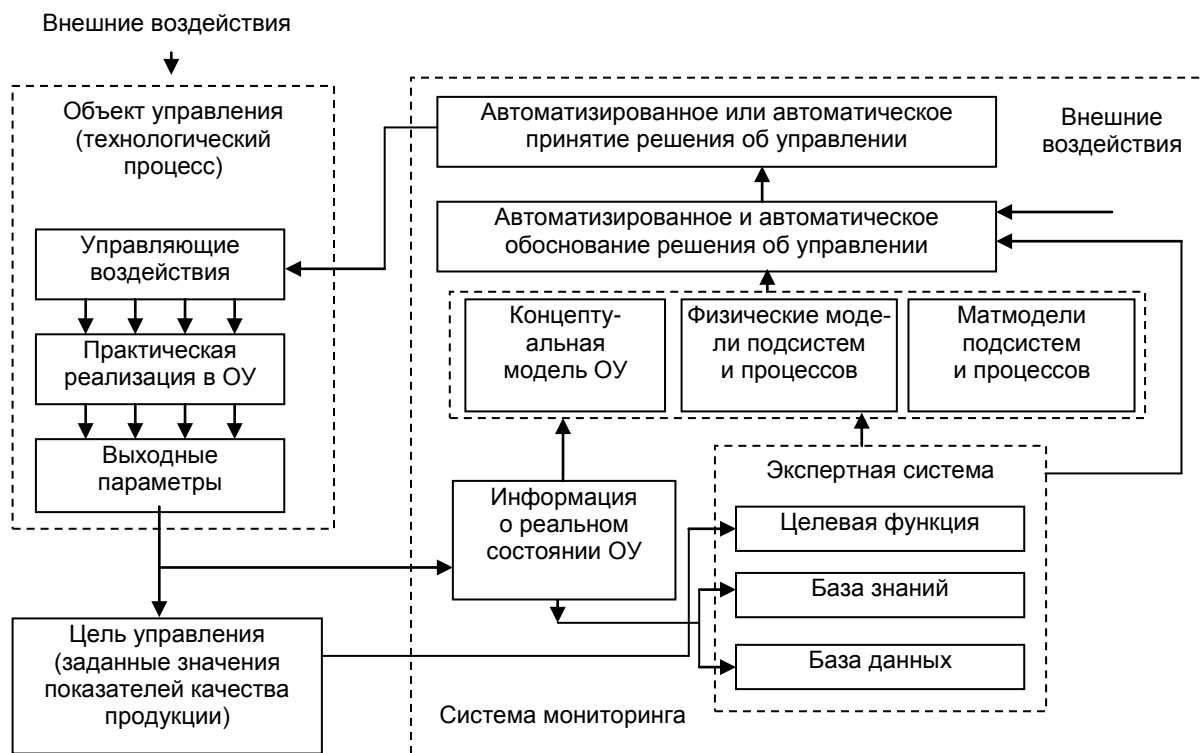 Внешние воздействия
Объект управления
(технологический
процесс)
Управляющие
воздействия
Практическая
реализация в ОУ
Выходные
параметры
Цель управления
(заданные значения
показателей качества
продукции)
Автоматизированное или автоматическое
принятие решения об управлении
Внешние
воздействия
Автоматизированное и автоматическое
обоснование решения об управлении
Концепту-
альная
модель ОУ
Физические моде-
ли подсистем
и процессов
Матмодели
подсистем
и процессов
Информация
о реальном
состоянии ОУ
Экспертная система
Целевая функция
База знаний
База данных
Система мониторинга